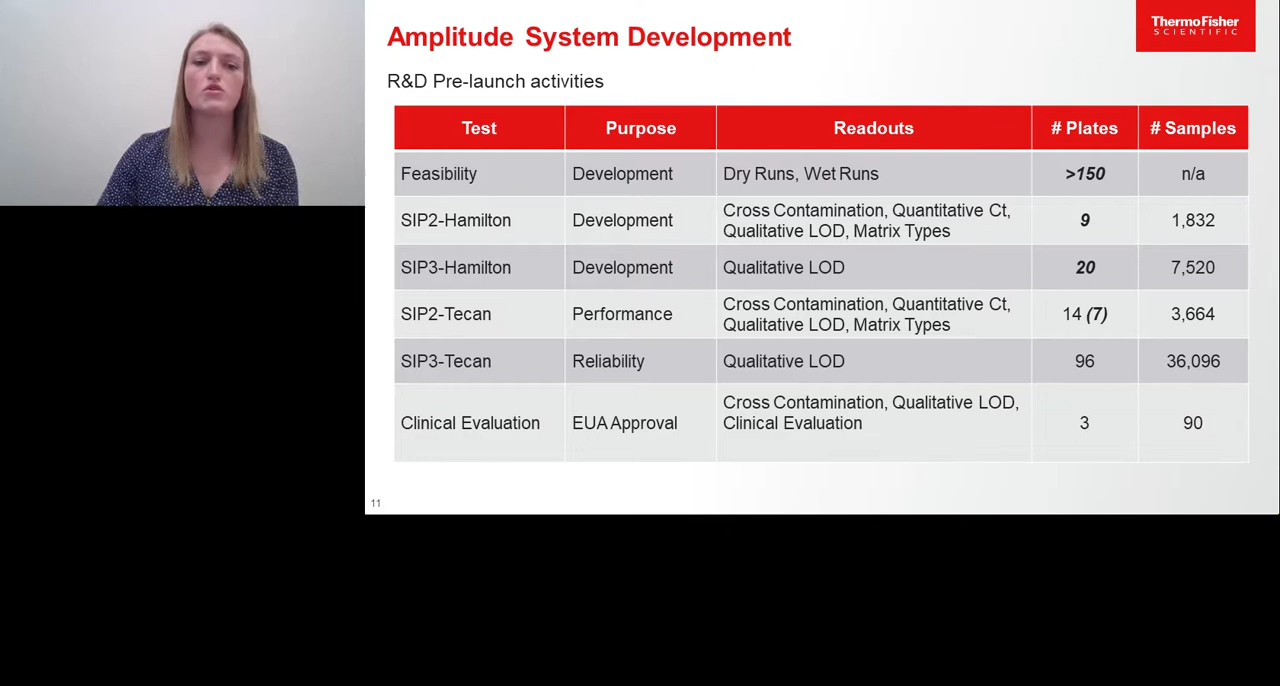 Amplitude System Development
ThermoFisher
SCIENTIFIC
R&D Pre-launch activities
Test Purpose Readouts # Plates # Samples
Feasibility Development Dry Runs, Wet Runs >150 n/a
SIP2-Hamilton Development Cross Contamination, Quantitative Ct, Qualitative LOD, Matrix Types 9 1,832
SIP3-Hamilton Development Qualitative LOD 20 7,520
SIP2-Tecan Performance Cross Contamination, Quantitative Ct, Qualitative LOD, Matrix Types 14 (7) 3,664
SIP3-Tecan Reliability Qualitative LOD 96 36,096
Clinical Evaluation EUA Approval Cross Contamination, Qualitative LOD, Clinical Evaluation 3 90
11